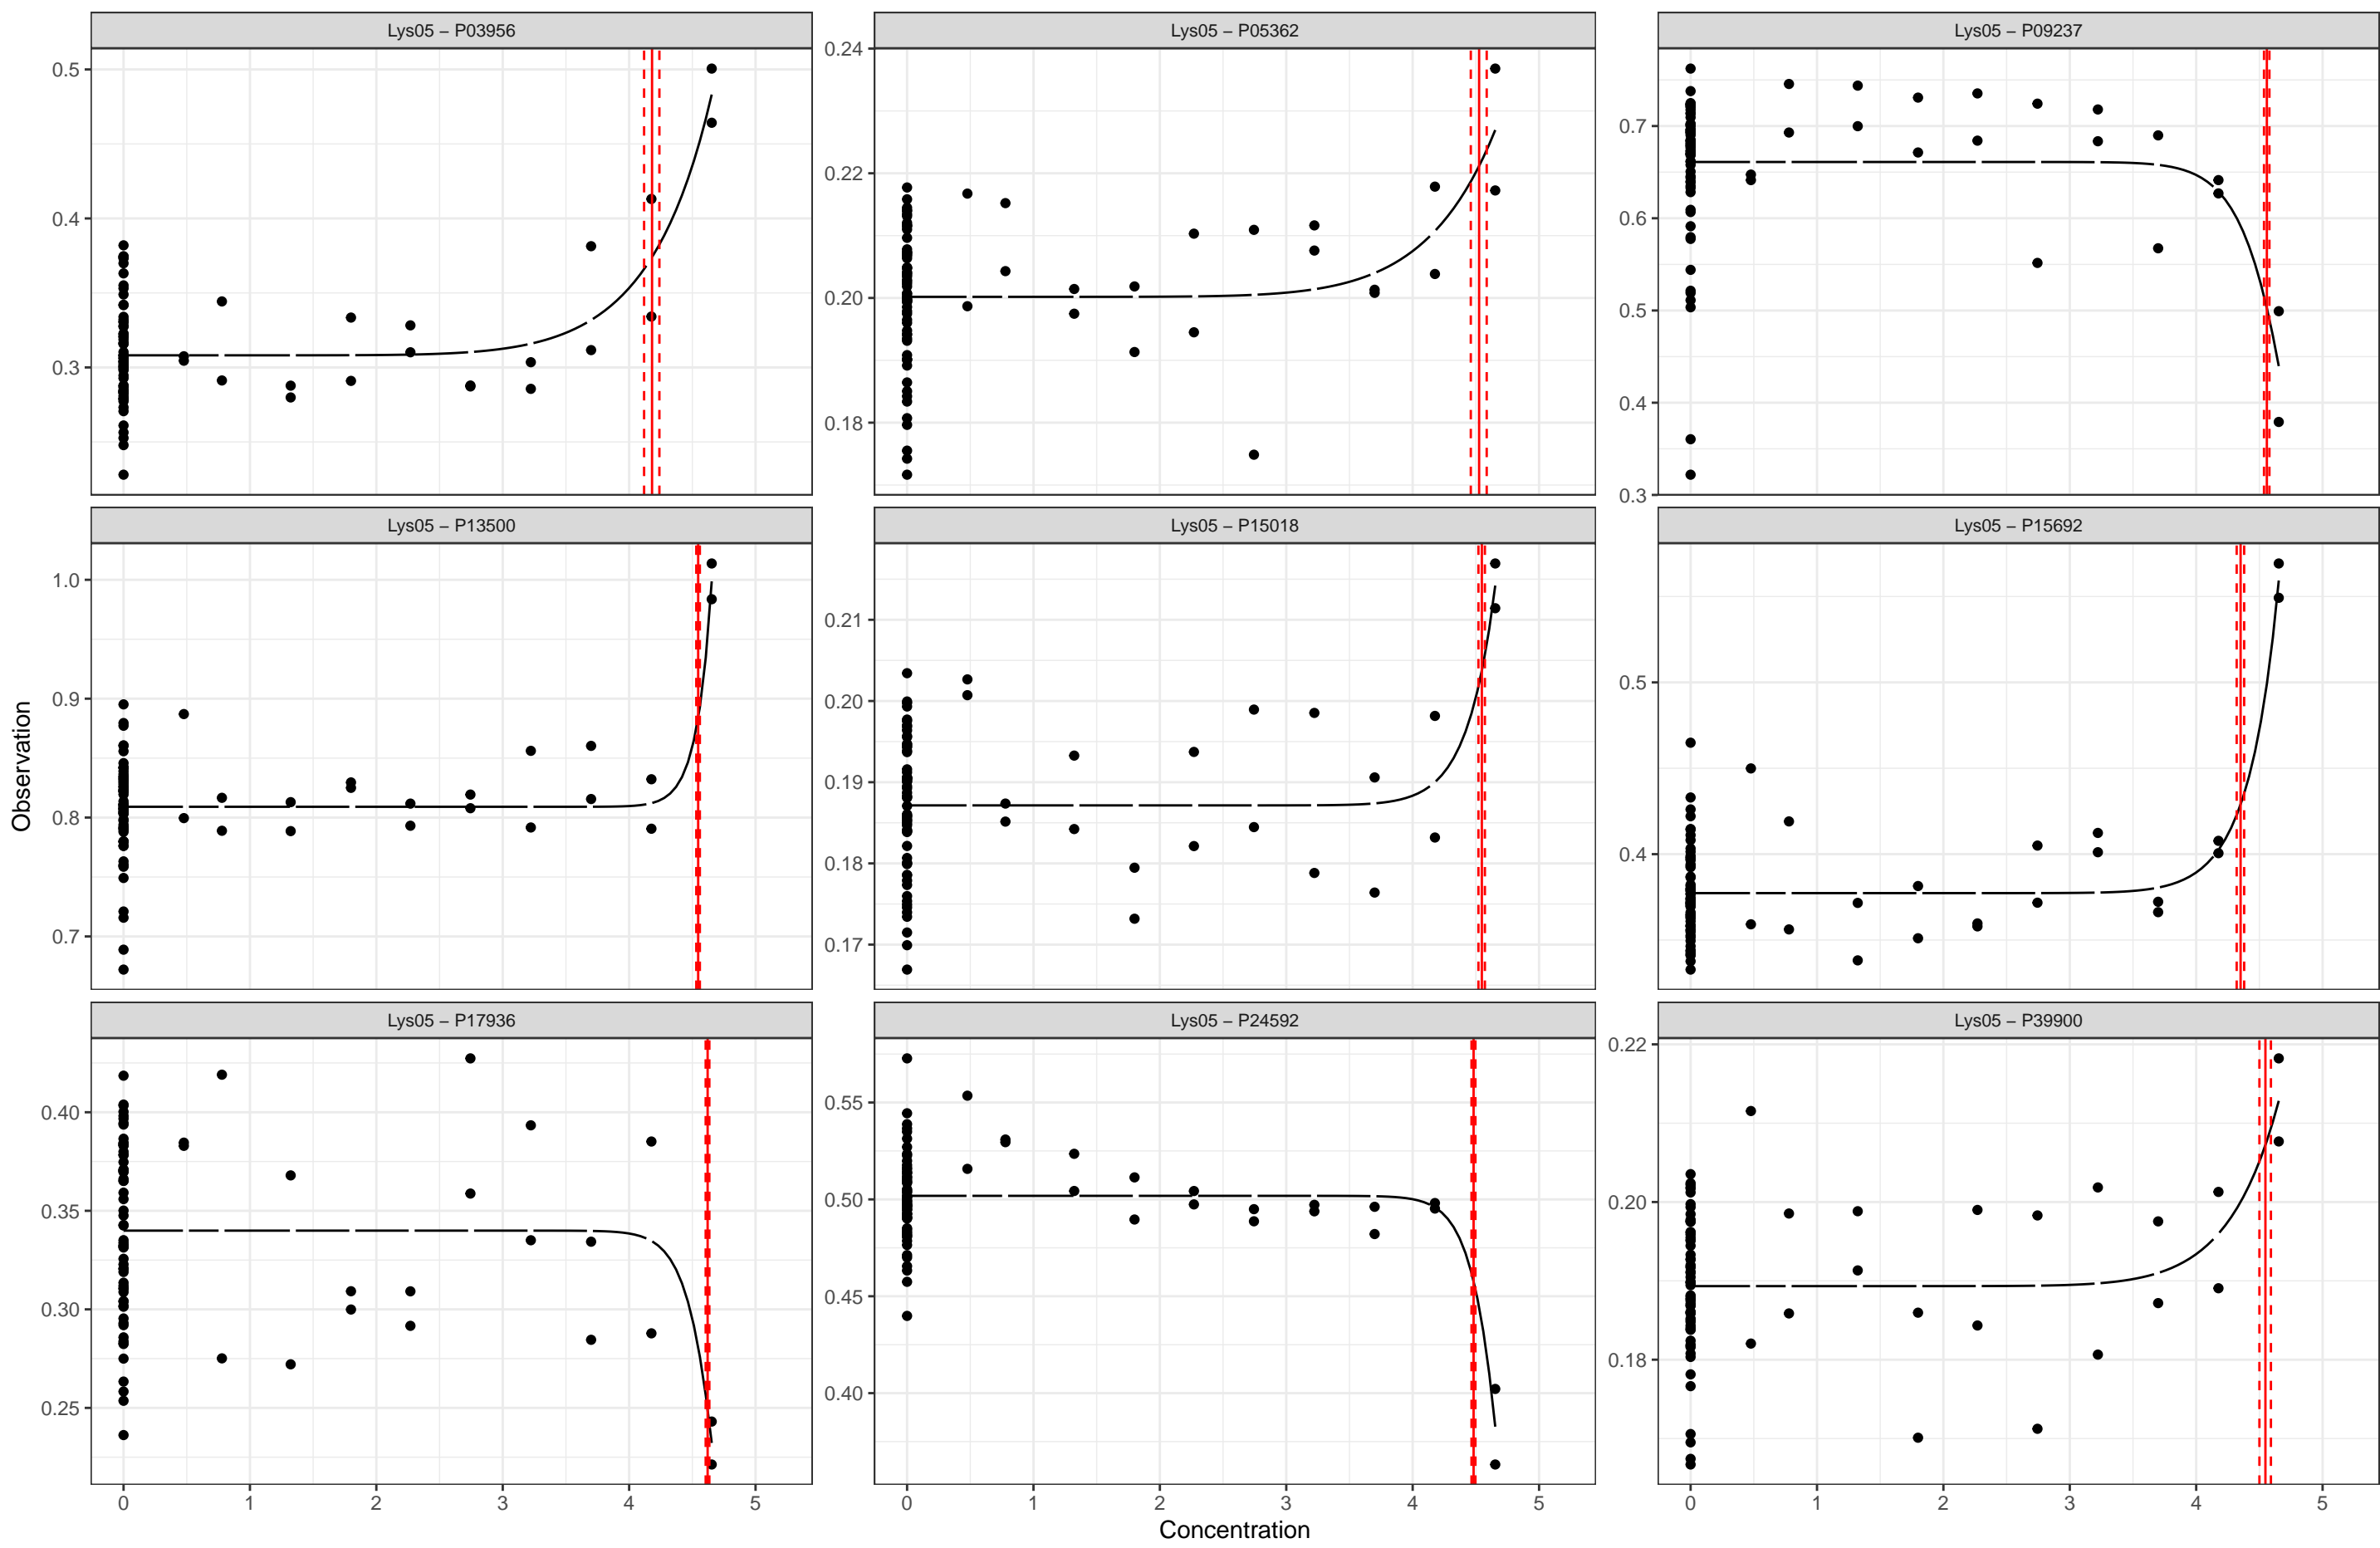 Lys05 – P03956
Lys05 – P05362
Lys05 – P09237
0.5
0.4
0.3
0.24
0.22
0.20
0.18
0.7
0.6
0.5
0.4
0.3
Lys05 – P13500
Lys05 – P15018
Lys05 – P15692
1.0
0.9
0.8
0.7
0.21
0.20
0.19
0.18
0.17
0.5
0.4
Observation
Lys05 – P17936
Lys05 – P24592
Lys05 – P39900
0.40
0.35
0.30
0.25
0.55
0.50
0.45
0.40
0.22
0.20
0.18
0 1 2 3 4 5
0 1 2 3 4 5
0 1 2 3 4 5
Concentration